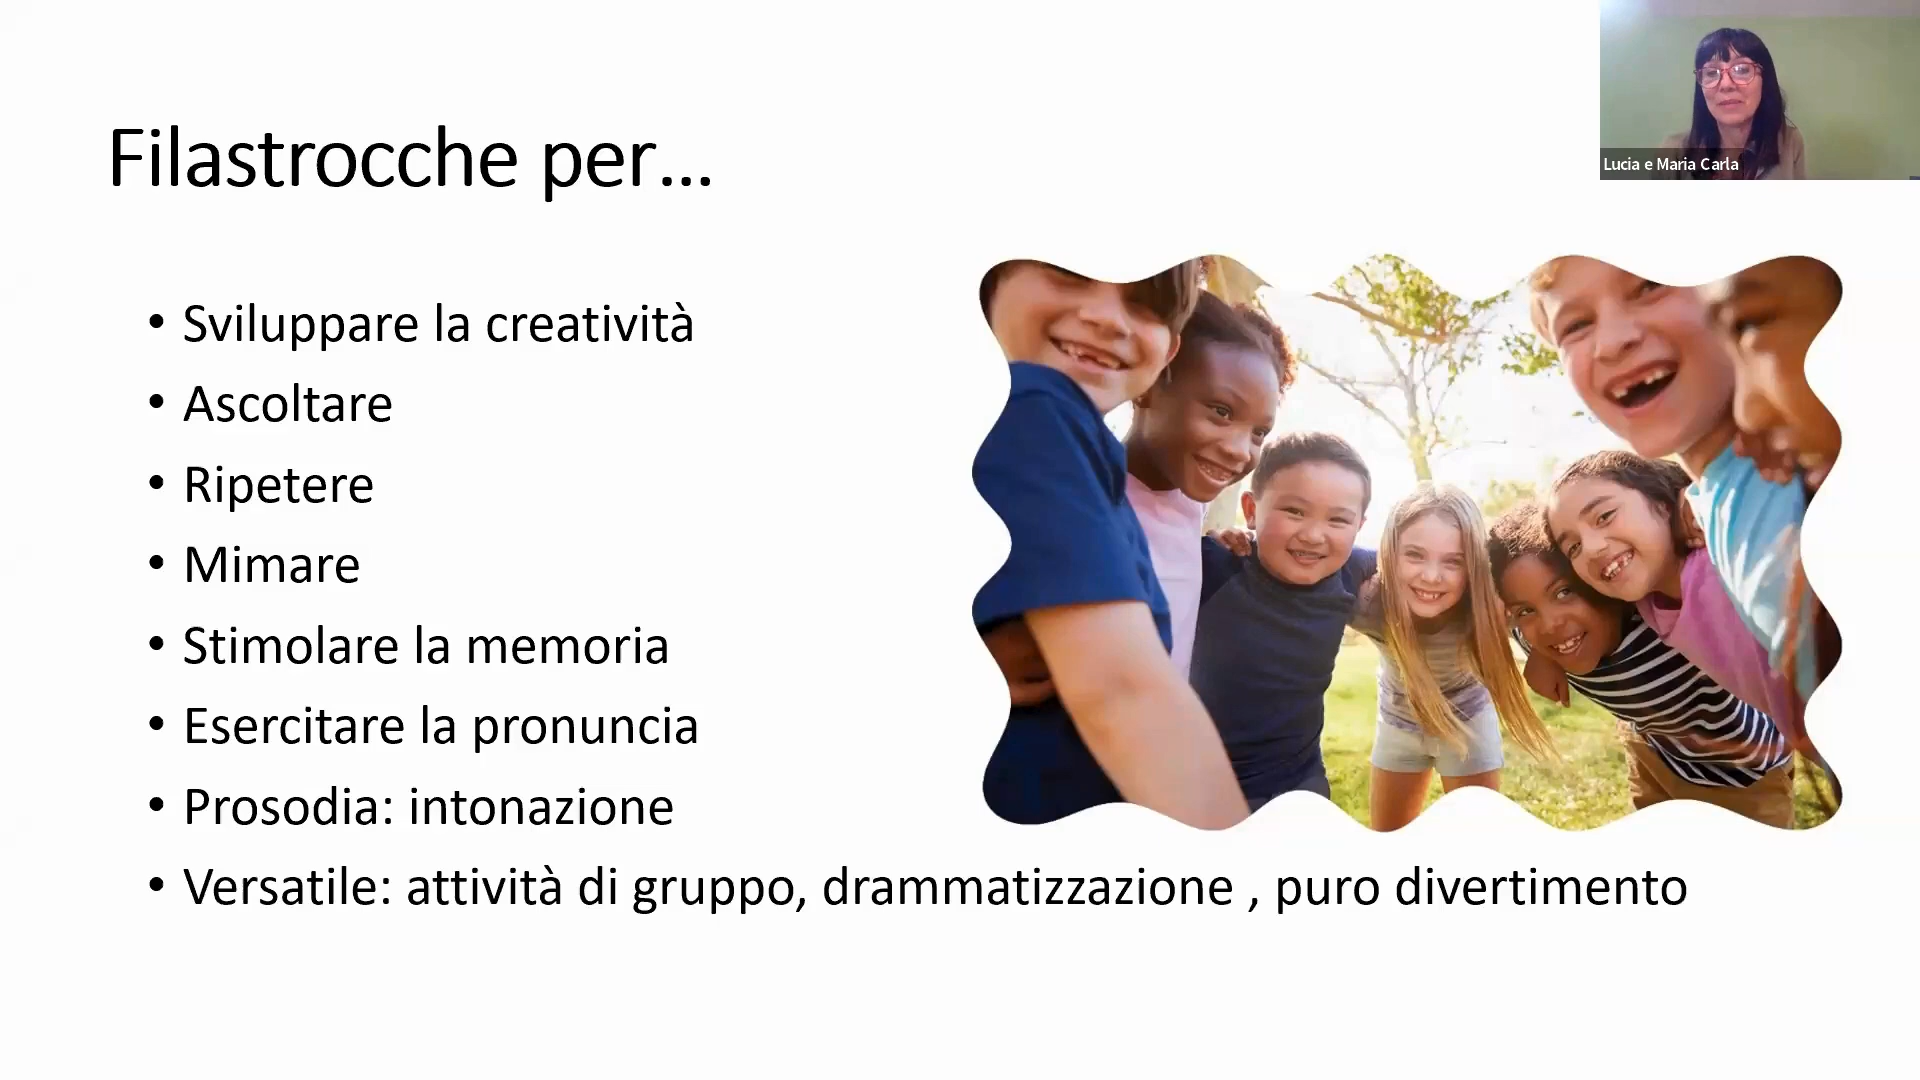 Lucia e Maria Carla
Filastrocche per...
• Sviluppare la creatività
• Ascoltare
• Ripetere
• Mimare
• Stimolare la memoria
• Esercitare la pronuncia
• Prosodia: intonazione
• Versatile: attività di gruppo, drammatizzazione , puro divertimento